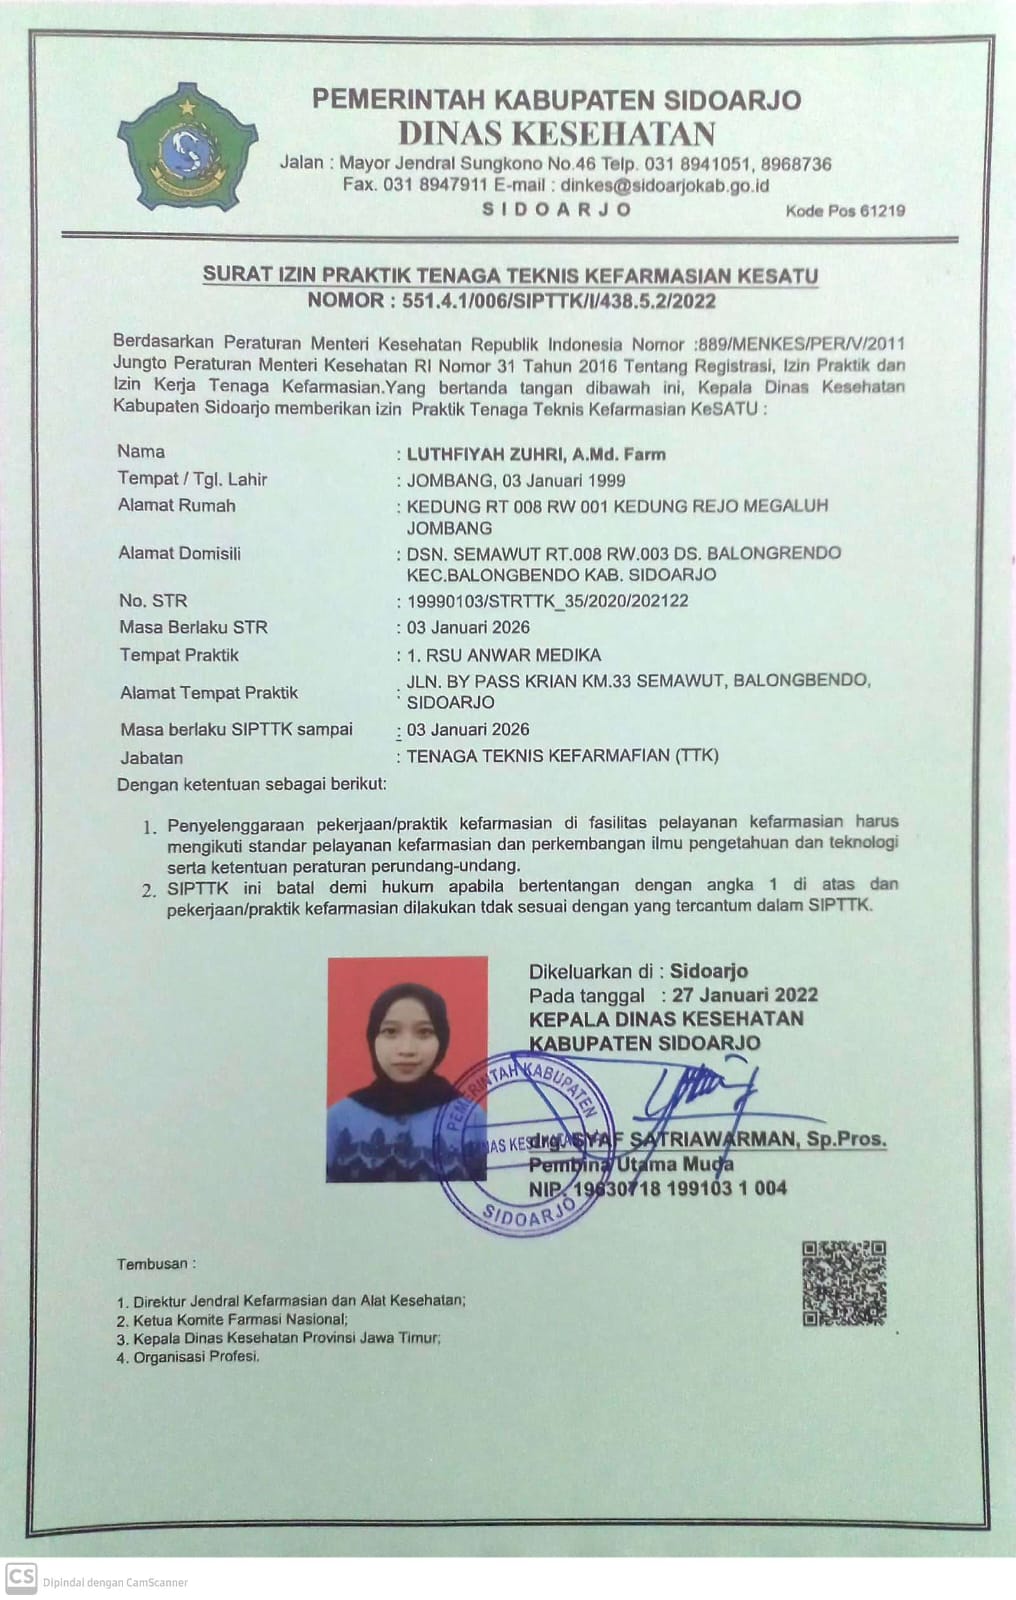 PEMERINTAH KABUPATEN SIDOARJO
DINAS KESEHATAN
Jalan : Mayor Jendral Sungkono No.46 Telp. 031 8941051, 8968736
Fax. 031 8947911 E-mail : dinkes@sidoarjokab.go.id
S I D O A R J O
Kode Pos 61219
SURAT IZIN PRAKTIK TENAGA TEKNIS KEFARMASIAN KESATU
NOMOR : 551.4.1/006/SIPTTK/I/438.5.2/2022
Berdasarkan Peraturan Menteri Kesehatan Republik Indonesia Nomor :889/MENKES/PER/V/2011
Jungto Peraturan Menteri Kesehatan RI Nomor 31 Tahun 2016 Tentang Registrasi, Izin Praktik dan
Izin Kerja Tenaga Kefarmasian.Yang bertanda tangan dibawah ini, Kepala Dinas Kesehatan
Kabupaten Sidoarjo memberikan izin Praktik Tenaga Teknis Kefarmasian KeSATU :
Nama : LUTHFIYAH ZUHRI, A.Md. Farm
Tempat / Tgl. Lahir : JOMBANG, 03 Januari 1999
Alamat Rumah : KEDUNG RT 008 RW 001 KEDUNG REJO MEGALUH
JOMBANG
Alamat Domisili : DSN. SEMAWUT RT.008 RW.003 DS. BALONGRENDO
KEC.BALONGBENDO KAB. SIDOARJO
No. STR : 19990103/STRTTK_35/2020/202122
Masa Berlaku STR : 03 Januari 2026
Tempat Praktik : 1. RSU ANWAR MEDIKA
Alamat Tempat Praktik : JLN. BY PASS KRIAN KM.33 SEMAWUT, BALONGBENDO,
SIDOARJO
Masa berlaku SIPTTK sampai : 03 Januari 2026
Jabatan : TENAGA TEKNIS KEFARMAFIAN (TTK)
Dengan ketentuan sebagai berikut:
1. Penyelenggaraan pekerjaan/praktik kefarmasian di fasilitas pelayanan kefarmasian harus
mengikuti standar pelayanan kefarmasian dan perkembangan ilmu pengetahuan dan teknologi
serta ketentuan peraturan perundang-undang.
2. SIPTTK ini batal demi hukum apabila bertentangan dengan angka 1 di atas dan
pekerjaan/praktik kefarmasian dilakukan tdak sesuai dengan yang tercantum dalam SIPTTK.
Dikeluarkan di : Sidoarjo
Pada tanggal : 27 Januari 2022
KEPALA DINAS KESEHATAN
KABUPATEN SIDOARJO
PEMERINTAH KABUPATEN
DINAS KESEHATAN
SIDOARJO
drg. SYAF SATRIAWARMAN, Sp.Pros.
Pembina Utama Muda
NIP. 19630718 199103 1 004
Tembusan :
1. Direktur Jendral Kefarmasian dan Alat Kesehatan;
2. Ketua Komite Farmasi Nasional;
3. Kepala Dinas Kesehatan Provinsi Jawa Timur;
4. Organisasi Profesi.
CS Dipindai dengan CamScanner